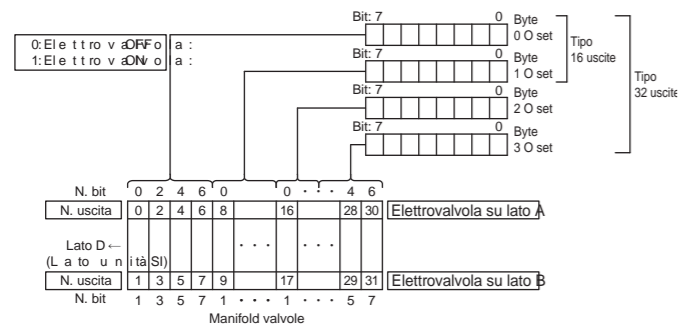 Bit: 7 0 Byte
0 O set
0: Elettrovalvola: OFF
1: Elettrovalvola: ON
Tipo
16 uscite
Bit: 7 0 Byte
1 O set
Tipo
32 uscite
Bit: 7 0 Byte
2 O set
Bit: 7 0 Byte
3 O set
N. bit 0 2 4 6 0 0 · · · 4 6
N. uscita 0 2 4 6 8 16 28 30 Elettrovalvola su lato A
Lato D ← · · · · · ·
(Lato unità SI)
N. uscita 1 3 5 7 9 17 29 31 Elettrovalvola su lato B
N. bit 1 3 5 7 1 · · · 1 · · · 5 7
Manifold valvole